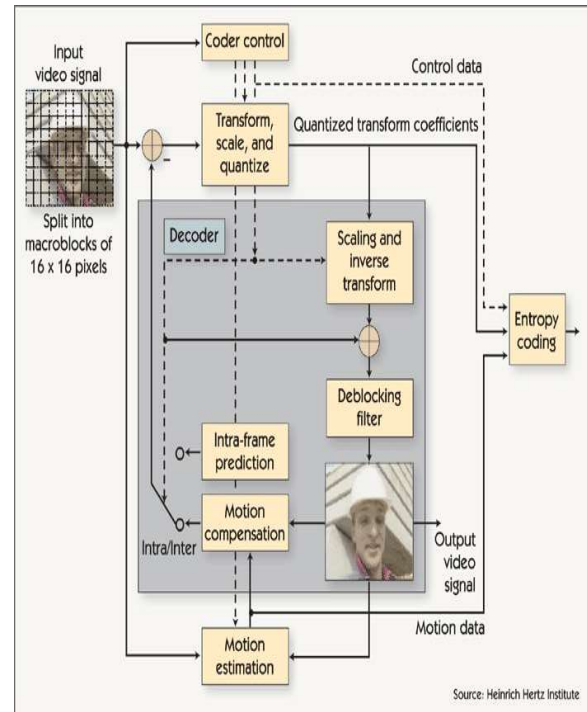 Coder control
Input
video signal
Control data
Transform,
scale, and
quantize
Quantized transform coefficients
–
Split into
macroblocks of
16 x 16 pixels
Decoder
Scaling and
inverse
transform
Entropy
coding
Deblocking
filter
Intra-frame
prediction
Motion
compensation
Intra/Inter
Output
video
signal
Motion data
Motion
estimation
Source: Heinrich Hertz Institute